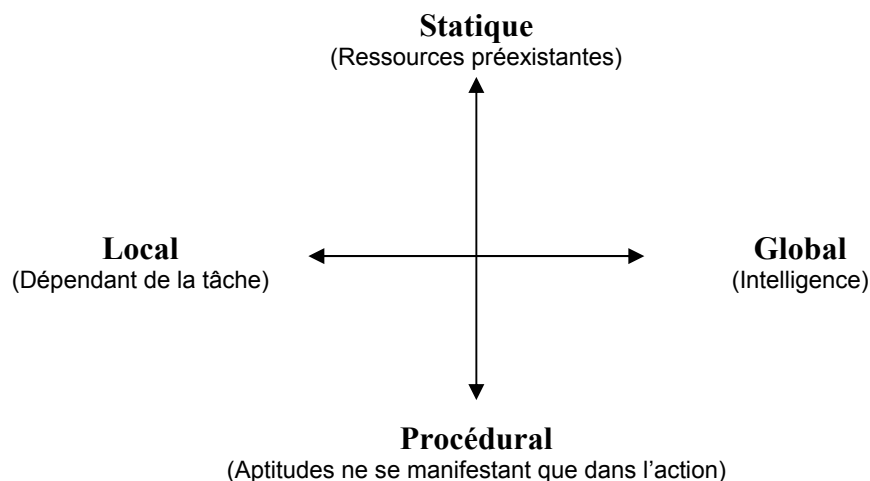 Statique
(Ressources préexistantes)
Local
(Dépendant de la tâche)
Global
(Intelligence)
Procédural
(Aptitudes ne se manifestant que dans l’action)